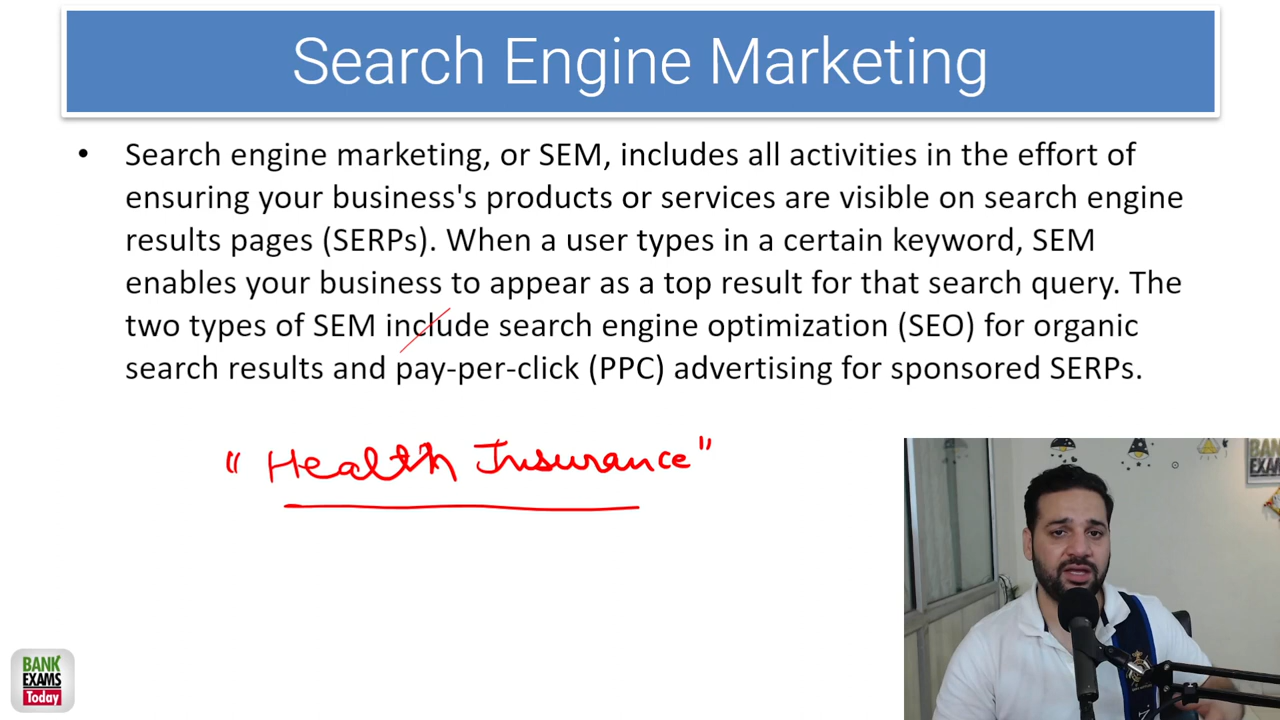 Search Engine Marketing
• Search engine marketing, or SEM, includes all activities in the effort of
ensuring your business's products or services are visible on search engine
results pages (SERPs). When a user types in a certain keyword, SEM
enables your business to appear as a top result for that search query. The
two types of SEM include search engine optimization (SEO) for organic
search results and pay-per-click (PPC) advertising for sponsored SERPs.
"Health Insurance"
BANK
EXAMS
Today
BANK
EXAM